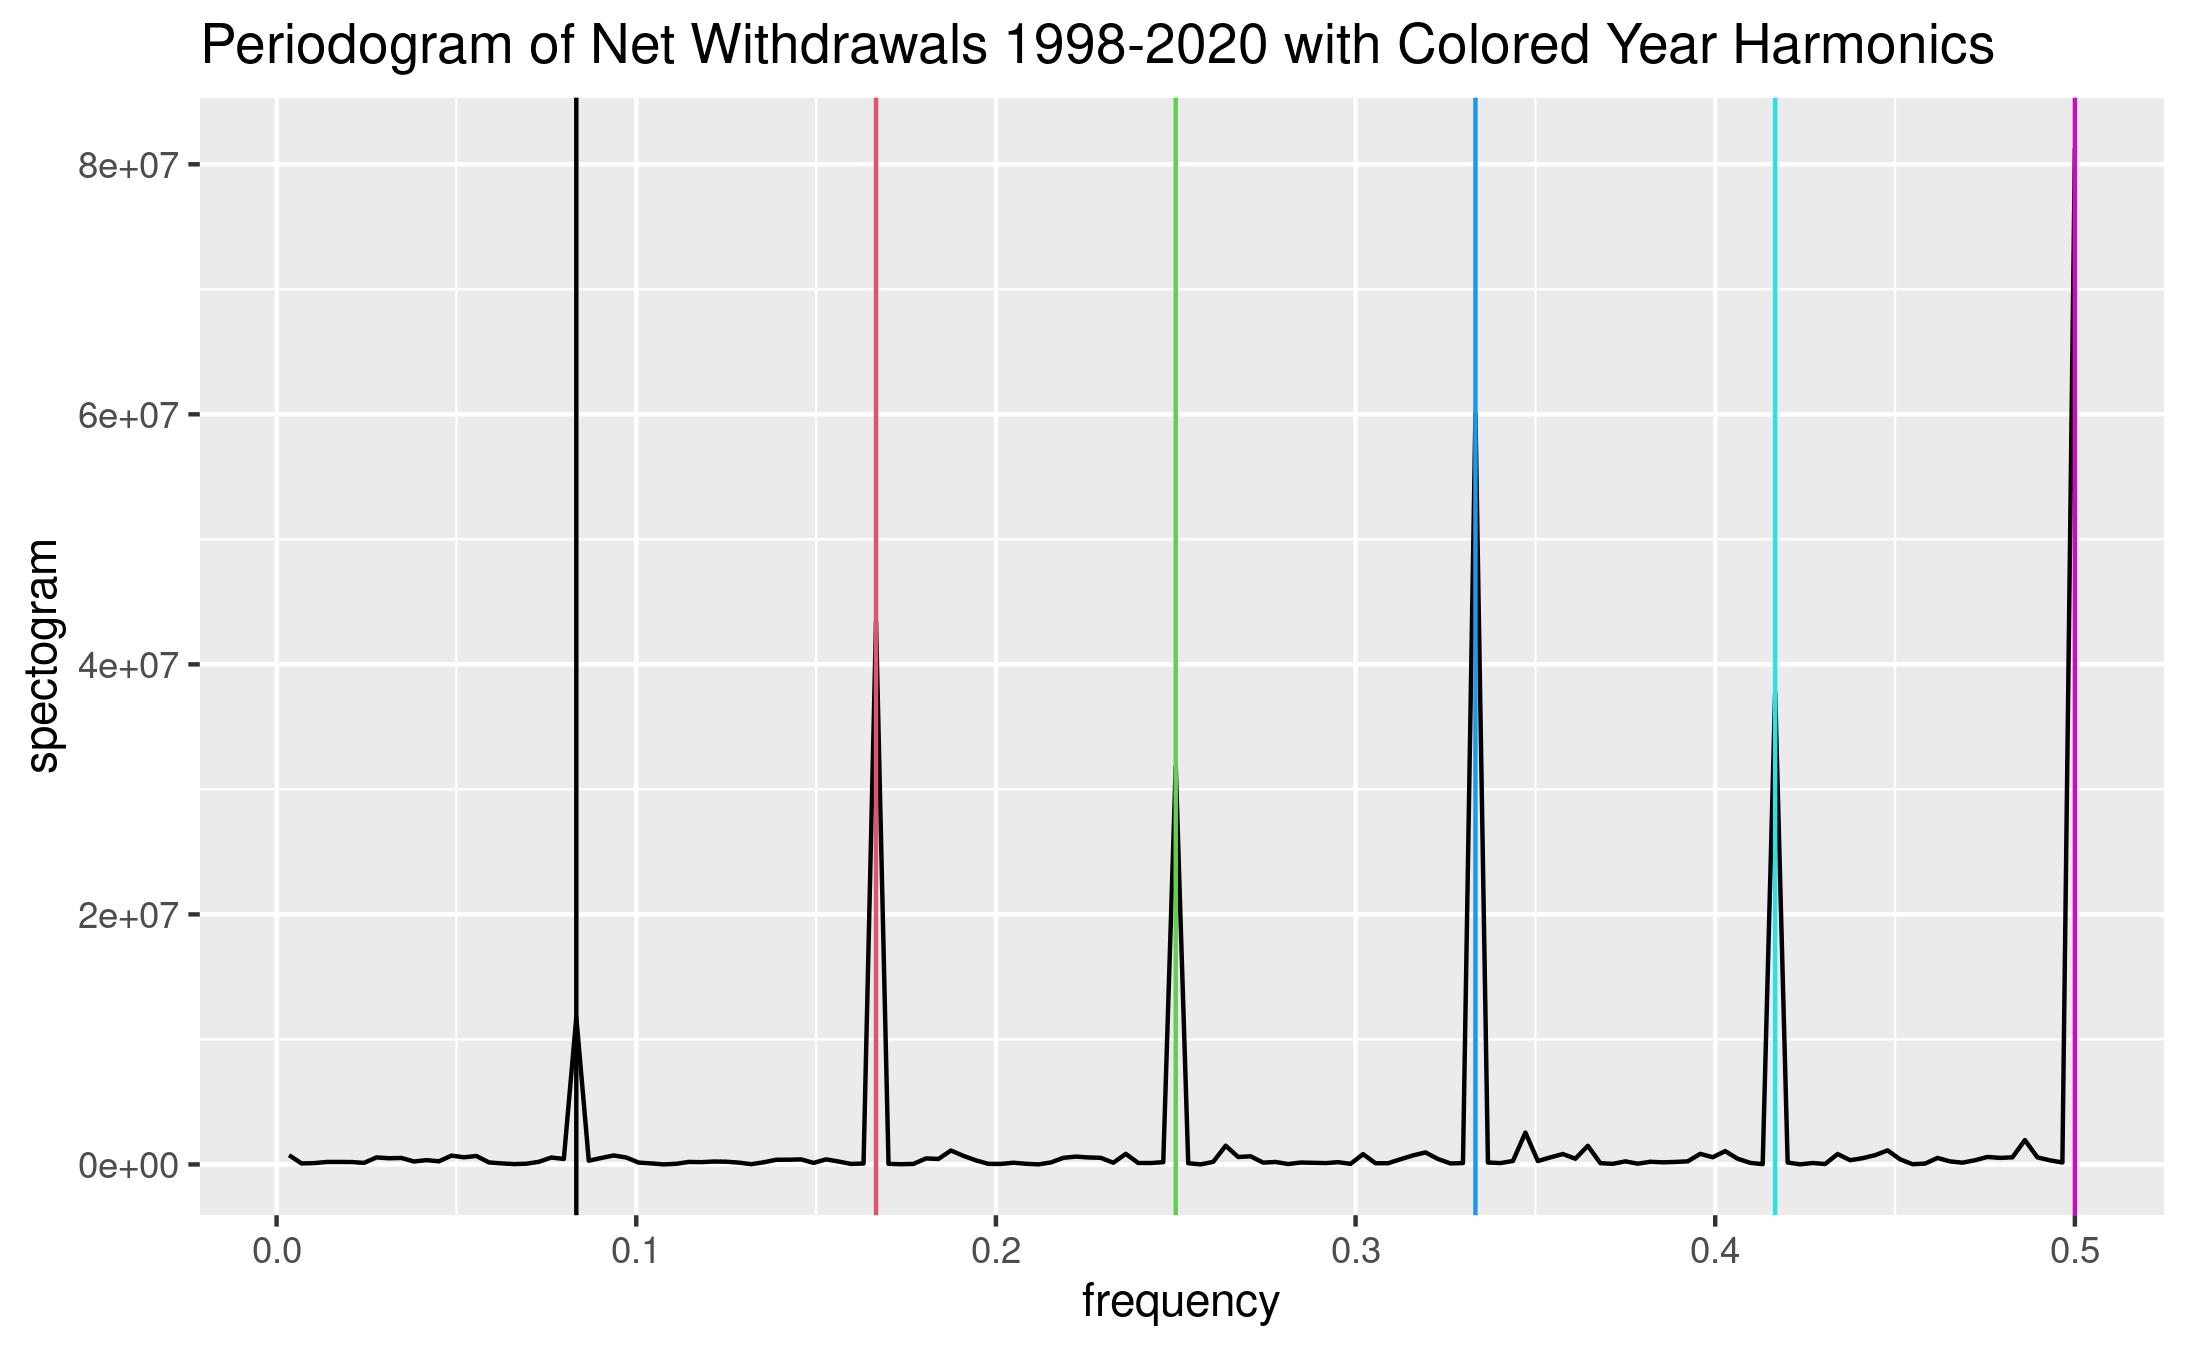 Periodogram of Net Withdrawals 1998-2020 with Colored Year Harmonics
8e+07
6e+07
4e+07
2e+07
0e+00
spectogram
0.0 0.1 0.2 0.3 0.4 0.5
frequency